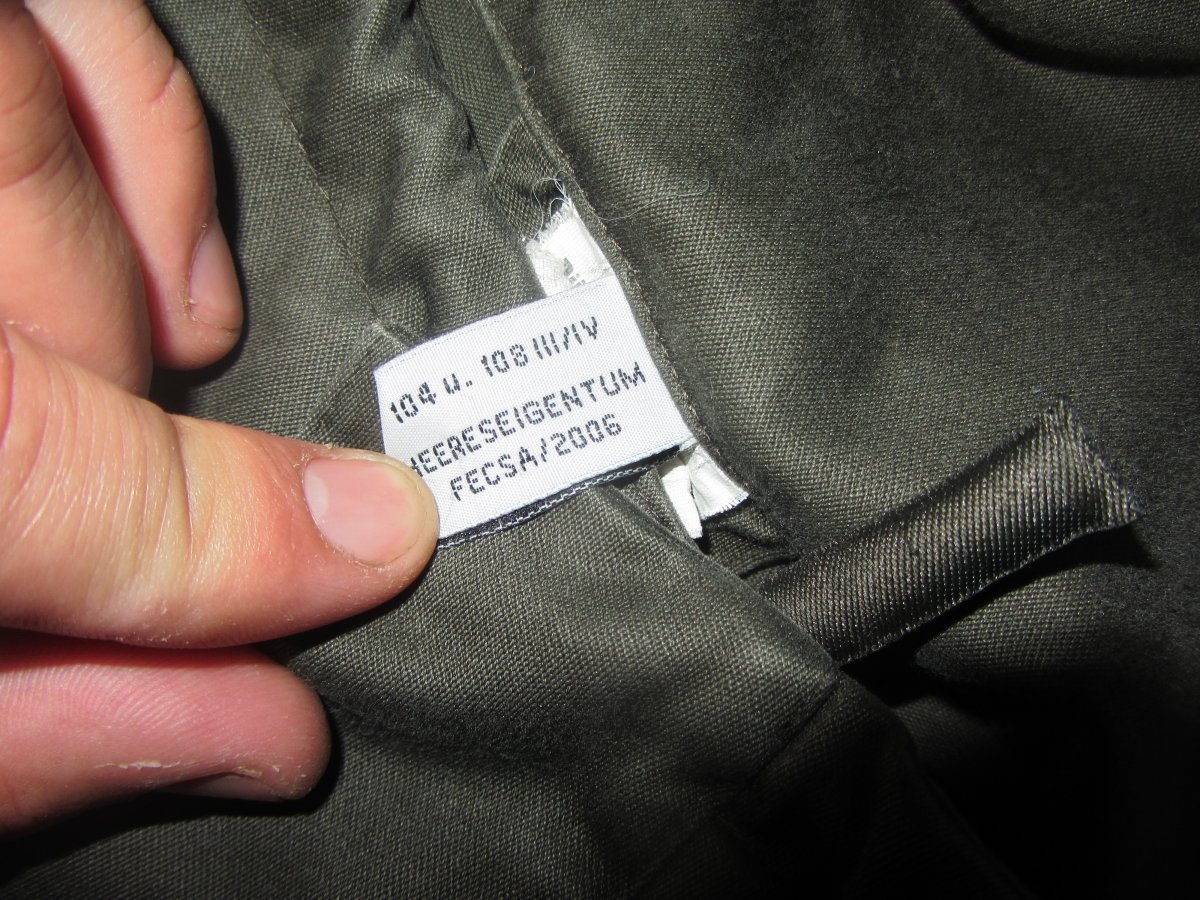 104 u. 108 III/IV
HEERESEIGENTUM
FECSA/2006